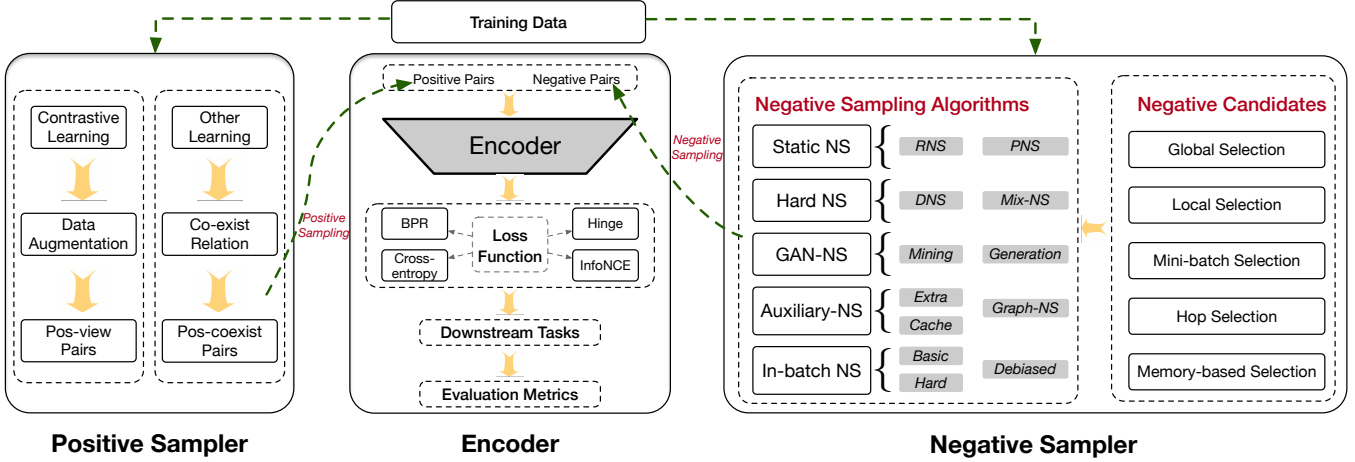 Training Data
Contrastive
Learning
Data
Augmentation
Pos-view
Pairs
Other
Learning
Co-exist
Relation
Pos-coexist
Pairs
Positive Sampler
Positive
Sampling
Positive Pairs
Negative Pairs
Encoder
BPR
Cross-
entropy
Loss
Function
Hinge
InfoNCE
Downstream Tasks
Evaluation Metrics
Encoder
Negative
Sampling
Negative Sampling Algorithms
Static NS
RNS
PNS
Hard NS
DNS
Mix-NS
GAN-NS
Mining
Generation
Auxiliary-NS
Extra
Cache
Graph-NS
In-batch NS
Basic
Hard
Debiased
Negative Candidates
Global Selection
Local Selection
Mini-batch Selection
Hop Selection
Memory-based Selection
Negative Sampler